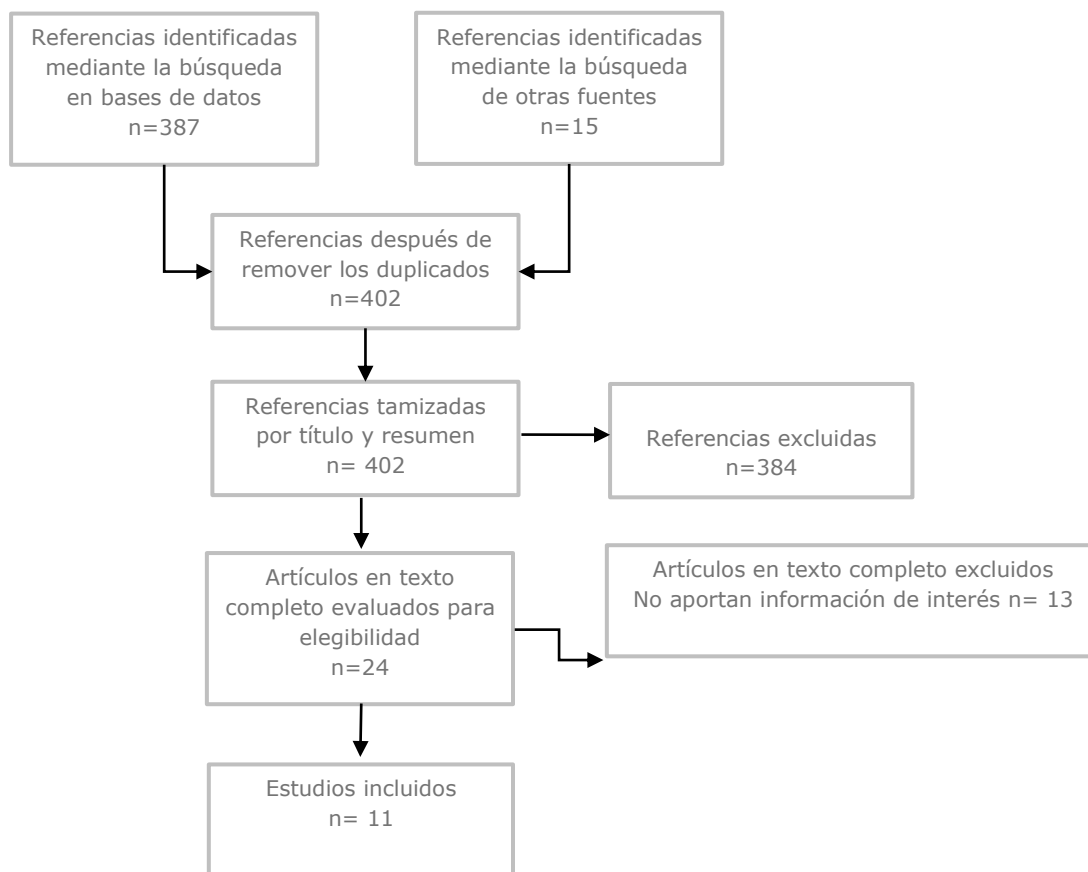 Referencias identificadas
mediante la búsqueda
en bases de datos
n=387
Referencias identificadas
mediante la búsqueda
de otras fuentes
n=15
Referencias después de
remover los duplicados
n=402
Referencias tamizadas
por título y resumen
n= 402
Referencias excluidas
n=384
Artículos en texto
completo evaluados para
elegibilidad
n=24
Artículos en texto completo excluidos
No aportan información de interés n= 13
Estudios incluidos
n= 11